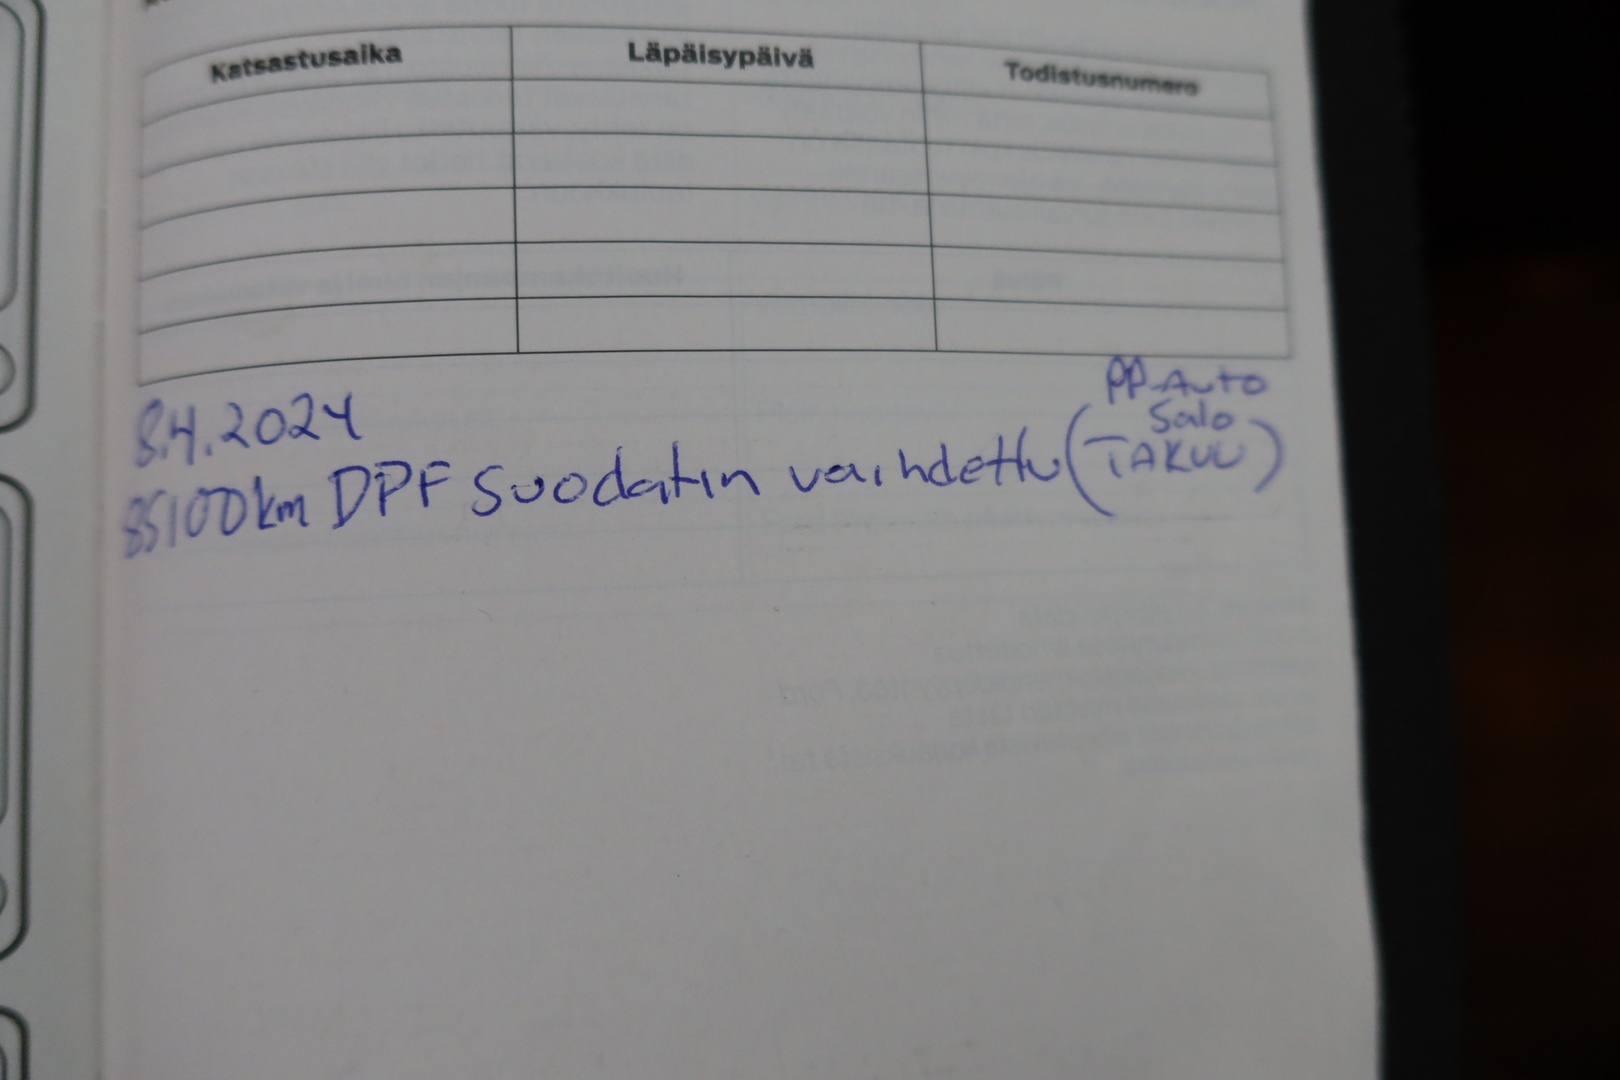 Katsastusaika Läpäisypäivä Todistusnumero
8.4.2024
85100km DPF suodatin vaihdettu (TAKUU)
PP-Auto
Salo